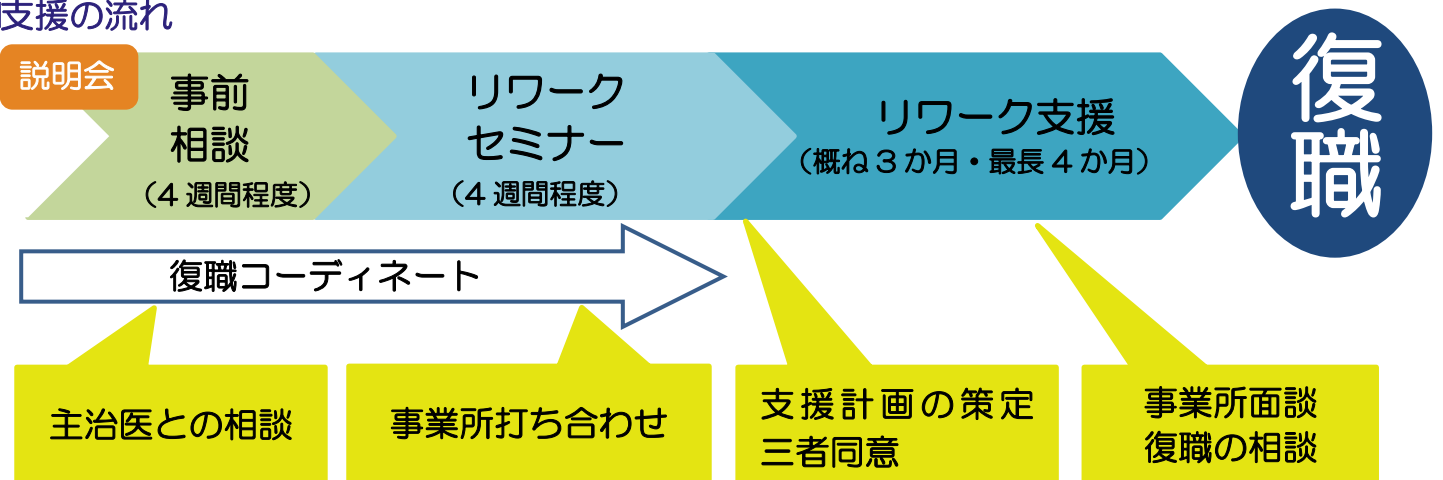 支援の流れ
説明会
事前
相談
（4 週間程度）
リワーク
セミナー
（4 週間程度）
リワーク支援
（概ね 3 か月・最長 4 か月）
復職
復職コーディネート
主治医との相談
事業所打ち合わせ
支援計画の策定
三者同意
事業所面談
復職の相談